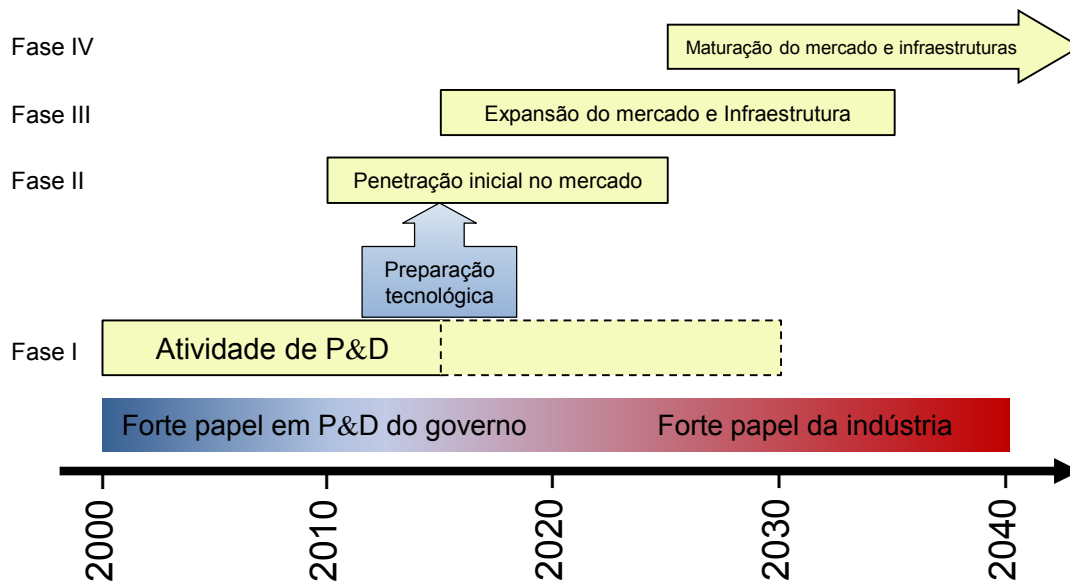 Fase IV
Maturação do mercado e infraestruturas
Fase III
Expansão do mercado e Infraestrutura
Fase II
Penetração inicial no mercado
Preparação
tecnológica
Fase I
Atividade de P&D
Forte papel em P&D do governo
Forte papel da indústria
2000
2010
2020
2030
2040